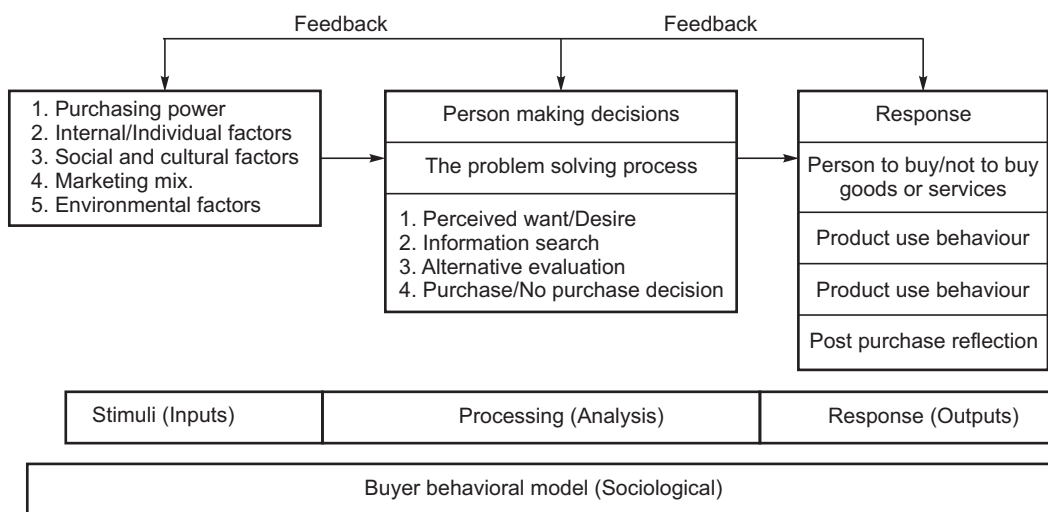 Feedback
Feedback
1. Purchasing power
2. Internal/Individual factors
3. Social and cultural factors
4. Marketing mix.
5. Environmental factors
Person making decisions
The problem solving process
1. Perceived want/Desire
2. Information search
3. Alternative evaluation
4. Purchase/No purchase decision
Response
Person to buy/not to buy
goods or services
Product use behaviour
Product use behaviour
Post purchase reflection
Stimuli (Inputs)
Processing (Analysis)
Response (Outputs)
Buyer behavioral model (Sociological)